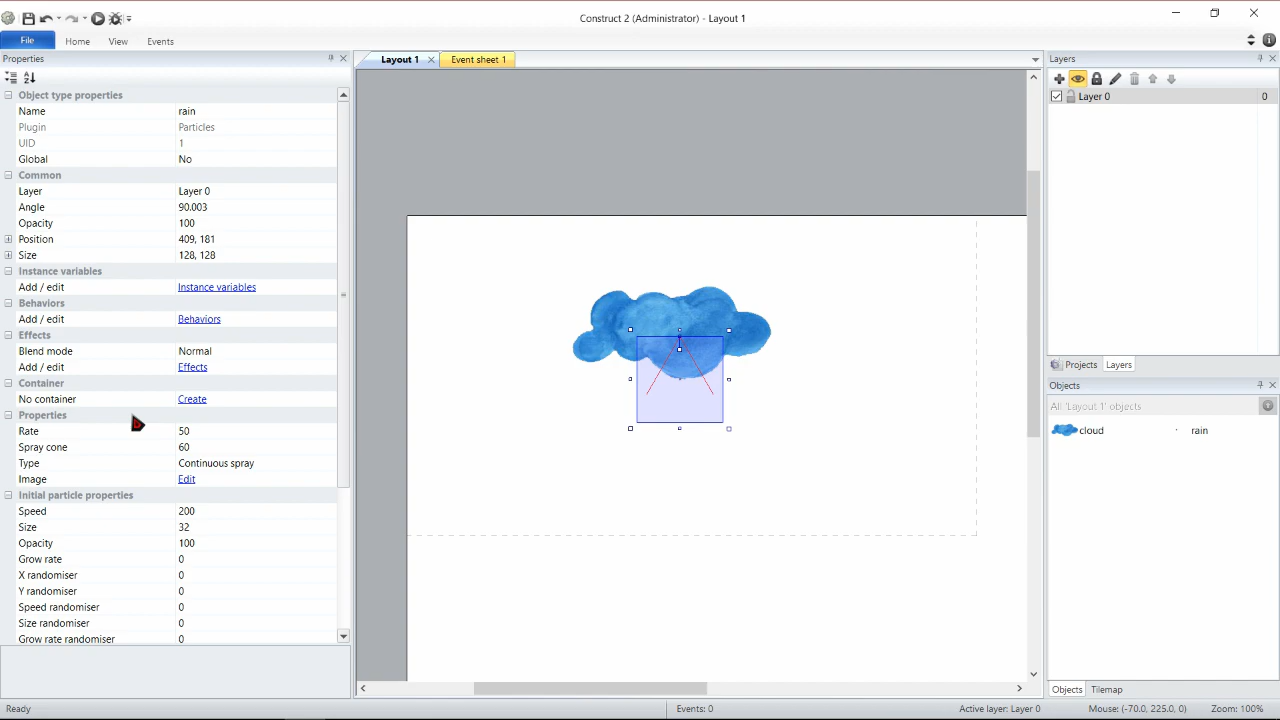 Construct 2 (Administrator) - Layout 1
File Home View Events
Properties
Object type properties
Name rain
Plugin Particles
UID 1
Global No
Common
Layer Layer 0
Angle 90.003
Opacity 100
Position 409, 181
Size 128, 128
Instance variables
Add / edit Instance variables
Behaviors
Add / edit Behaviors
Effects
Blend mode Normal
Add / edit Effects
Container
No container Create
Properties
Rate 50
Spray cone 60
Type Continuous spray
Image Edit
Initial particle properties
Speed 200
Size 32
Opacity 100
Grow rate 0
X randomiser 0
Y randomiser 0
Speed randomiser 0
Size randomiser 0
Grow rate randomiser 0
Layout 1 Event sheet 1
Layers
Layer 0 0
Projects Layers
Objects
All 'Layout 1' objects
cloud rain
Objects Tilemap
Ready Events: 0 Active layer: Layer 0 Mouse: (-70.0, 225.0, 0) Zoom: 100%